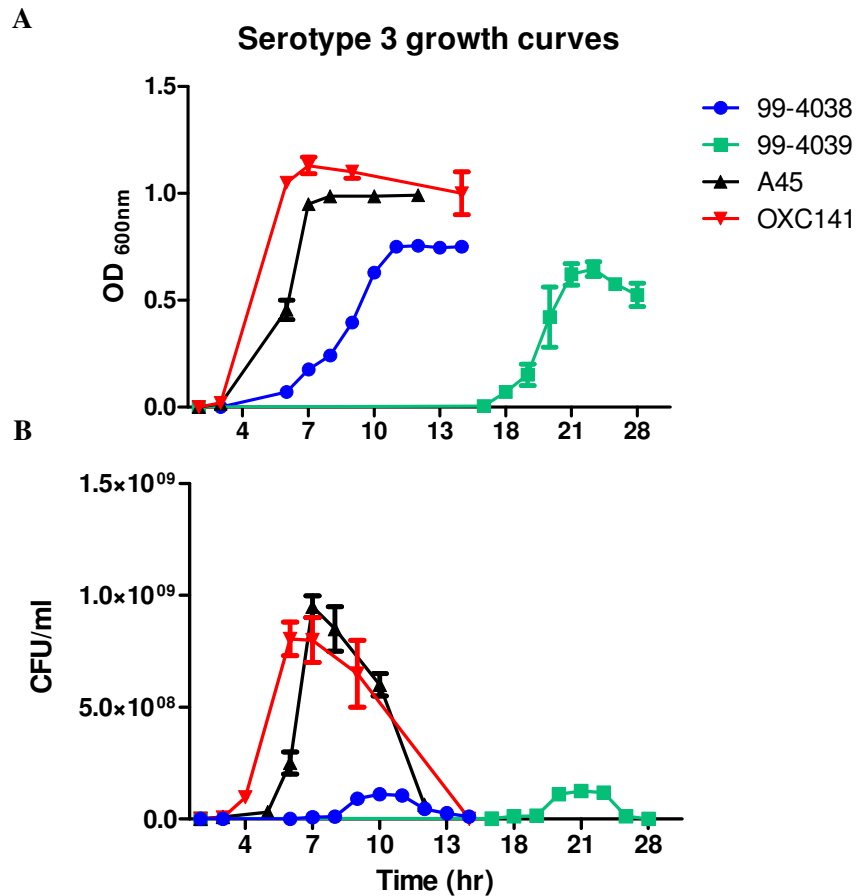 A
Serotype 3 growth curves
1.5
1.0
0.5
0.0
OD 600nm
4 7 10 13 18 21 28
99-4038
99-4039
A45
OXC141
B
1.5×10⁰⁹
1.0×10⁰⁹
5.0×10⁰⁸
0.0
CFU/ml
4 7 10 13 18 21 28
Time (hr)